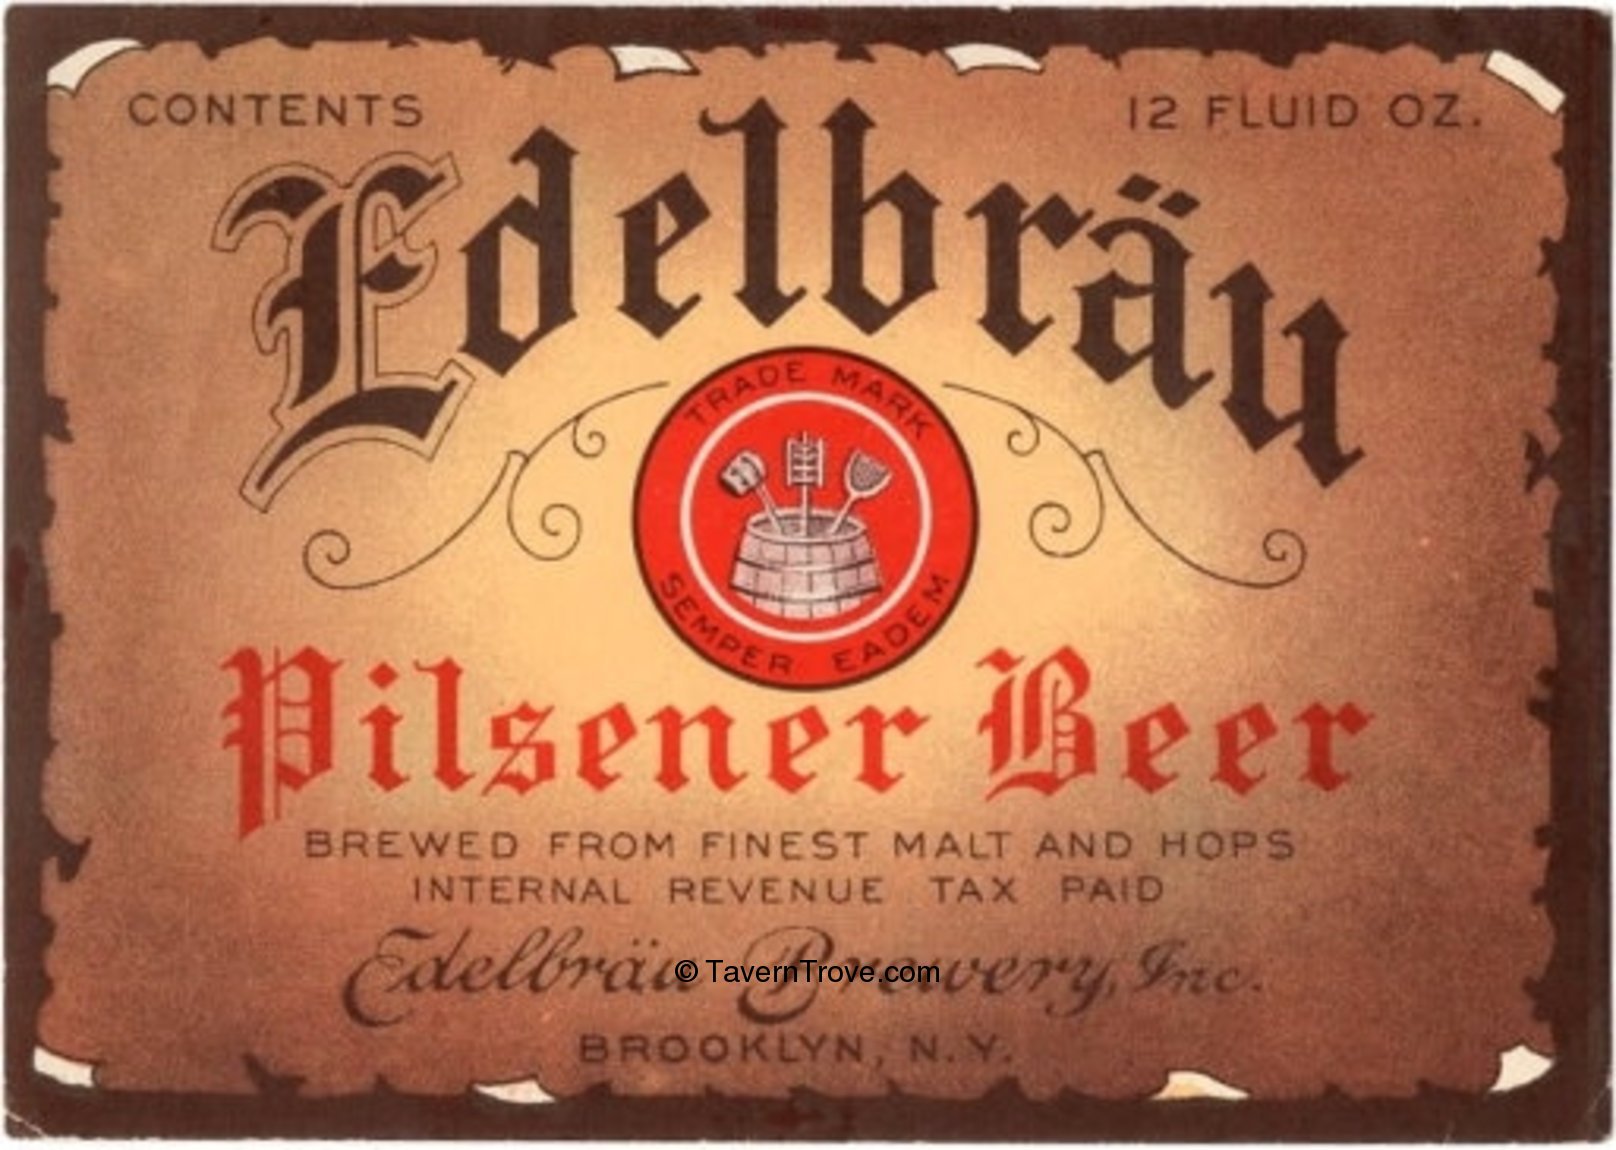 CONTENTS 12 FLUID OZ.
Edelbräu
TRADE MARK
SEMPER EADEM
Pilsener Beer
BREWED FROM FINEST MALT AND HOPS
INTERNAL REVENUE TAX PAID
Edelbräu Brewery, Inc.
© TavernTrove.com
BROOKLYN, N.Y.